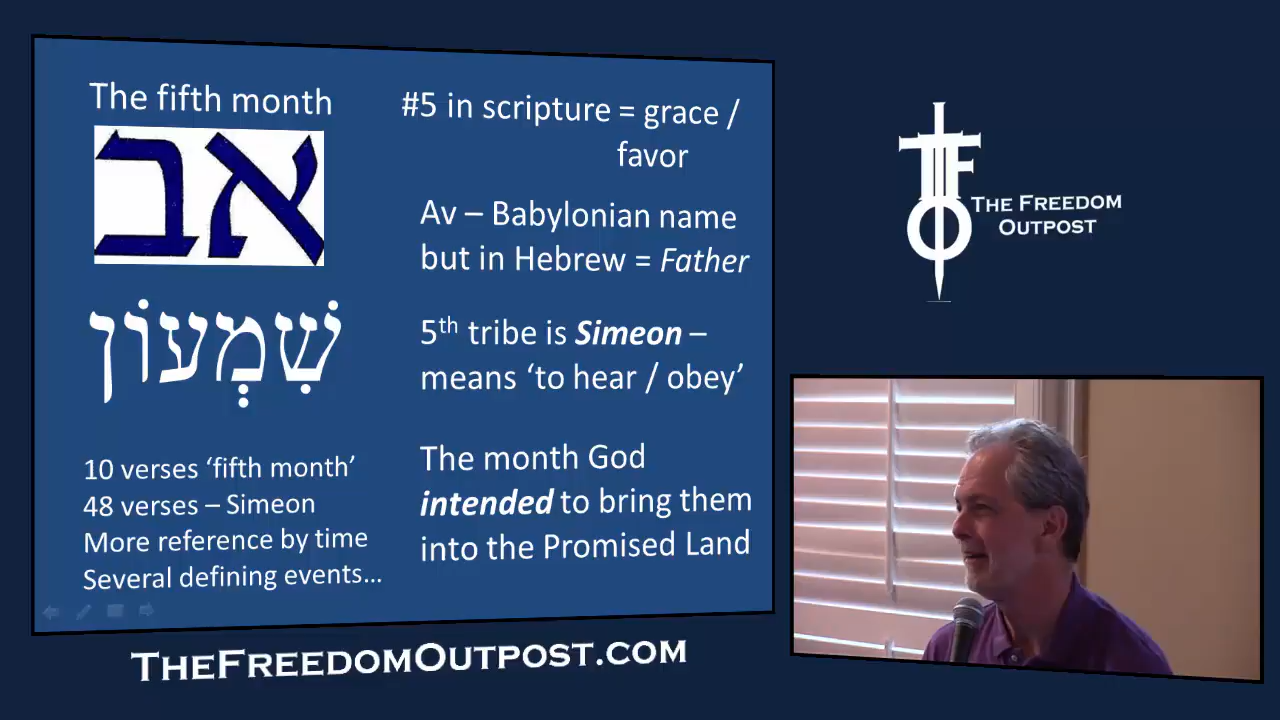 The fifth month
אב
שִׁמְעוֹן
10 verses ‘fifth month’
48 verses – Simeon
More reference by time
Several defining events…
#5 in scripture = grace /
favor
Av – Babylonian name
but in Hebrew = Father
5th tribe is Simeon –
means ‘to hear / obey’
The month God
intended to bring them
into the Promised Land
TF
O
The Freedom
Outpost
TheFreedomOutpost.com